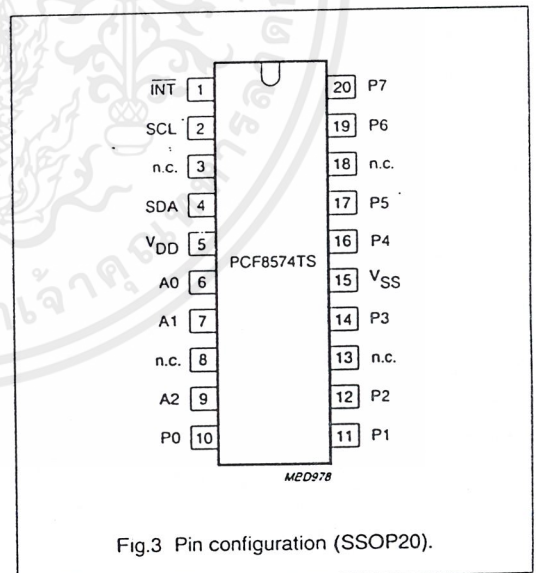 INT 1 20 P7
SCL 2 19 P6
n.c. 3 18 n.c.
SDA 4 17 P5
VDD 5 16 P4
PCF8574TS
A0 6 15 VSS
A1 7 14 P3
n.c. 8 13 n.c.
A2 9 12 P2
P0 10 11 P1
MBD978
Fig.3 Pin configuration (SSOP20).